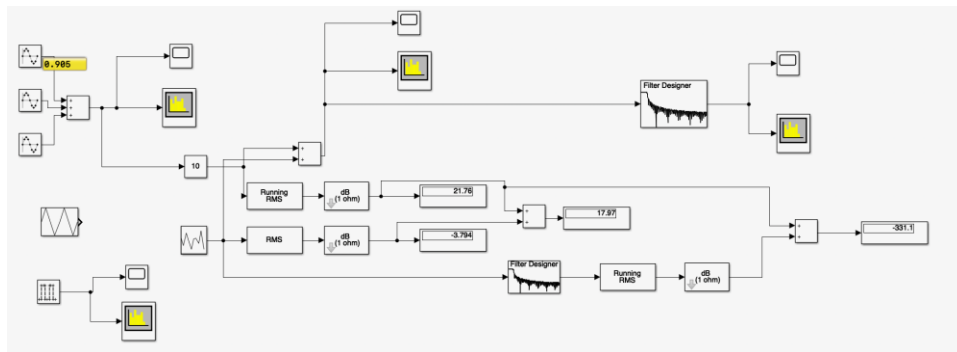 0.905
+
+
+
10
+
+
Filter Designer
Running
RMS
dB
(1 ohm)
21.76
+
+
17.97
RMS
dB
(1 ohm)
-3.794
+
+
-331.1
Filter Designer
Running
RMS
dB
(1 ohm)